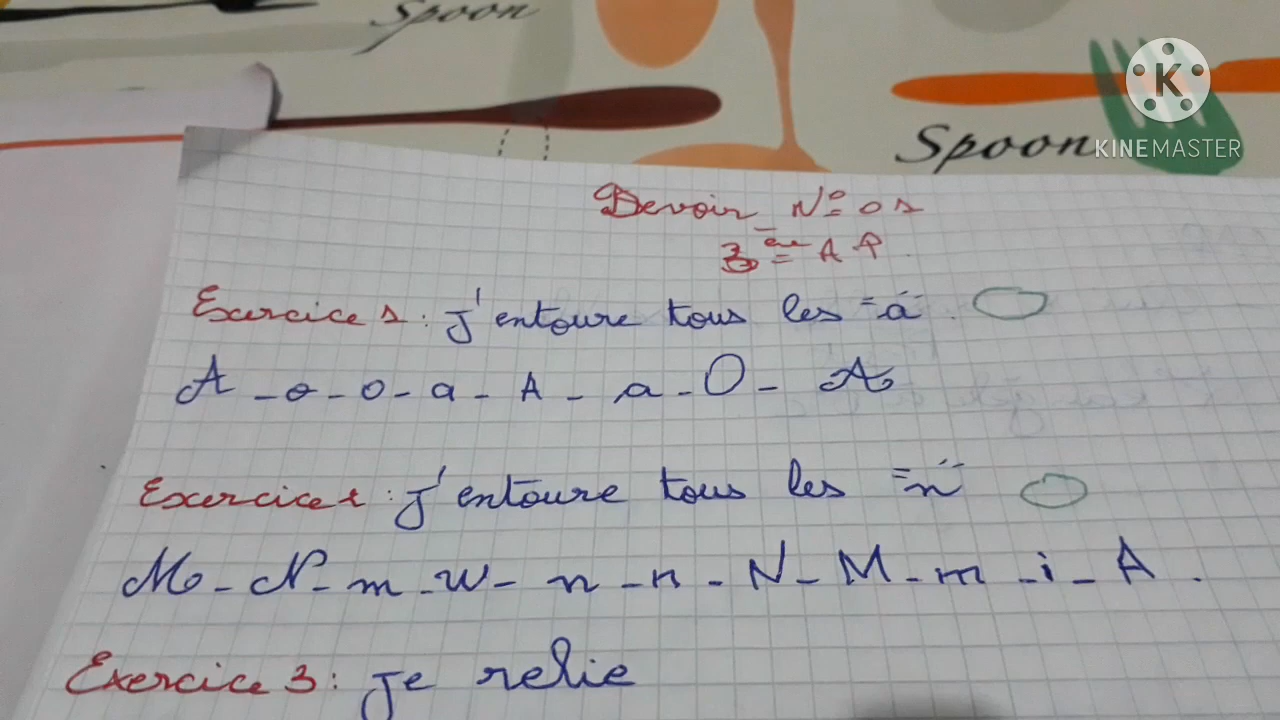 Spoon
Spoon
KINEMASTER
Devoir N° 01
3ème AP.
Exercice 1: J'entoure tous les "a".
A - o - o - a - A - a - O - A
Exercice 2: J'entoure tous les "n"
M - N - m - w - n - n - N - M - m - i - A.
Exercice 3: Je relie